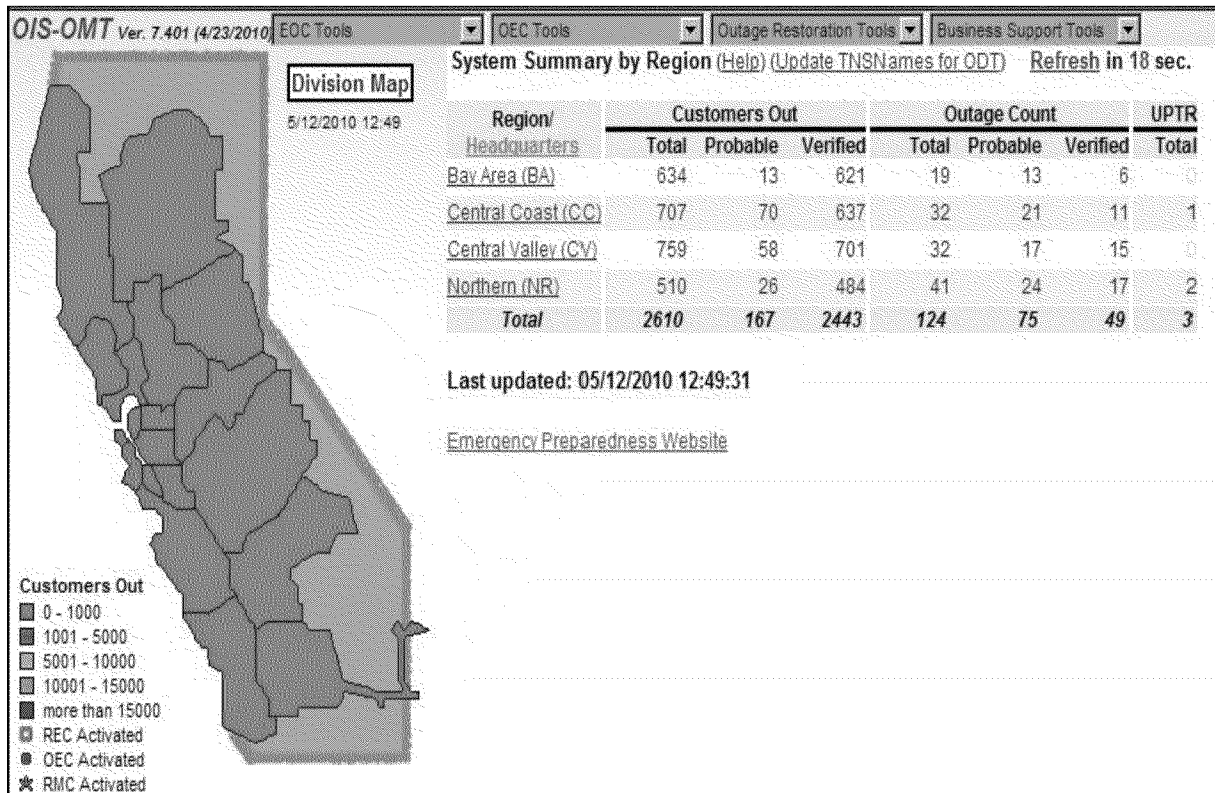 OIS-OMT Ver. 7.401 (4/23/2010) EOC Tools OEC Tools Outage Restoration Tools Business Support Tools
System Summary by Region (Help) (Update TNSNames for ODT) Refresh in 18 sec.
Division Map
5/12/2010 12:49
Region/ Customers Out Outage Count UPTR
Headquarters Total Probable Verified Total Probable Verified Total
Bay Area (BA) 634 13 621 19 13 6 0
Central Coast (CC) 707 70 637 32 21 11 1
Central Valley (CV) 759 58 701 32 17 15 0
Northern (NR) 510 26 484 41 24 17 2
Total 2610 167 2443 124 75 49 3
Last updated: 05/12/2010 12:49:31
Emergency Preparedness Website
Customers Out
0 - 1000
1001 - 5000
5001 - 10000
10001 - 15000
more than 15000
REC Activated
OEC Activated
RMC Activated